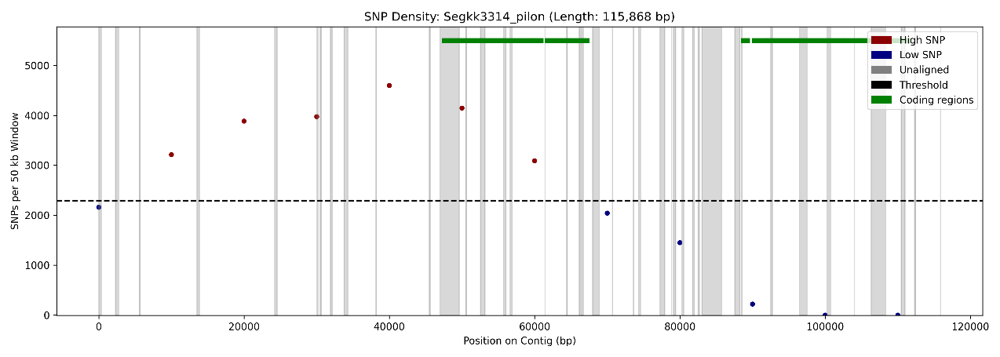 SNP Density: Segkk3314_pilon (Length: 115,868 bp)
SNPs per 50 kb Window
5000
4000
3000
2000
1000
0
High SNP
Low SNP
Unaligned
Threshold
Coding regions
0
20000
40000
60000
80000
100000
120000
Position on Contig (bp)